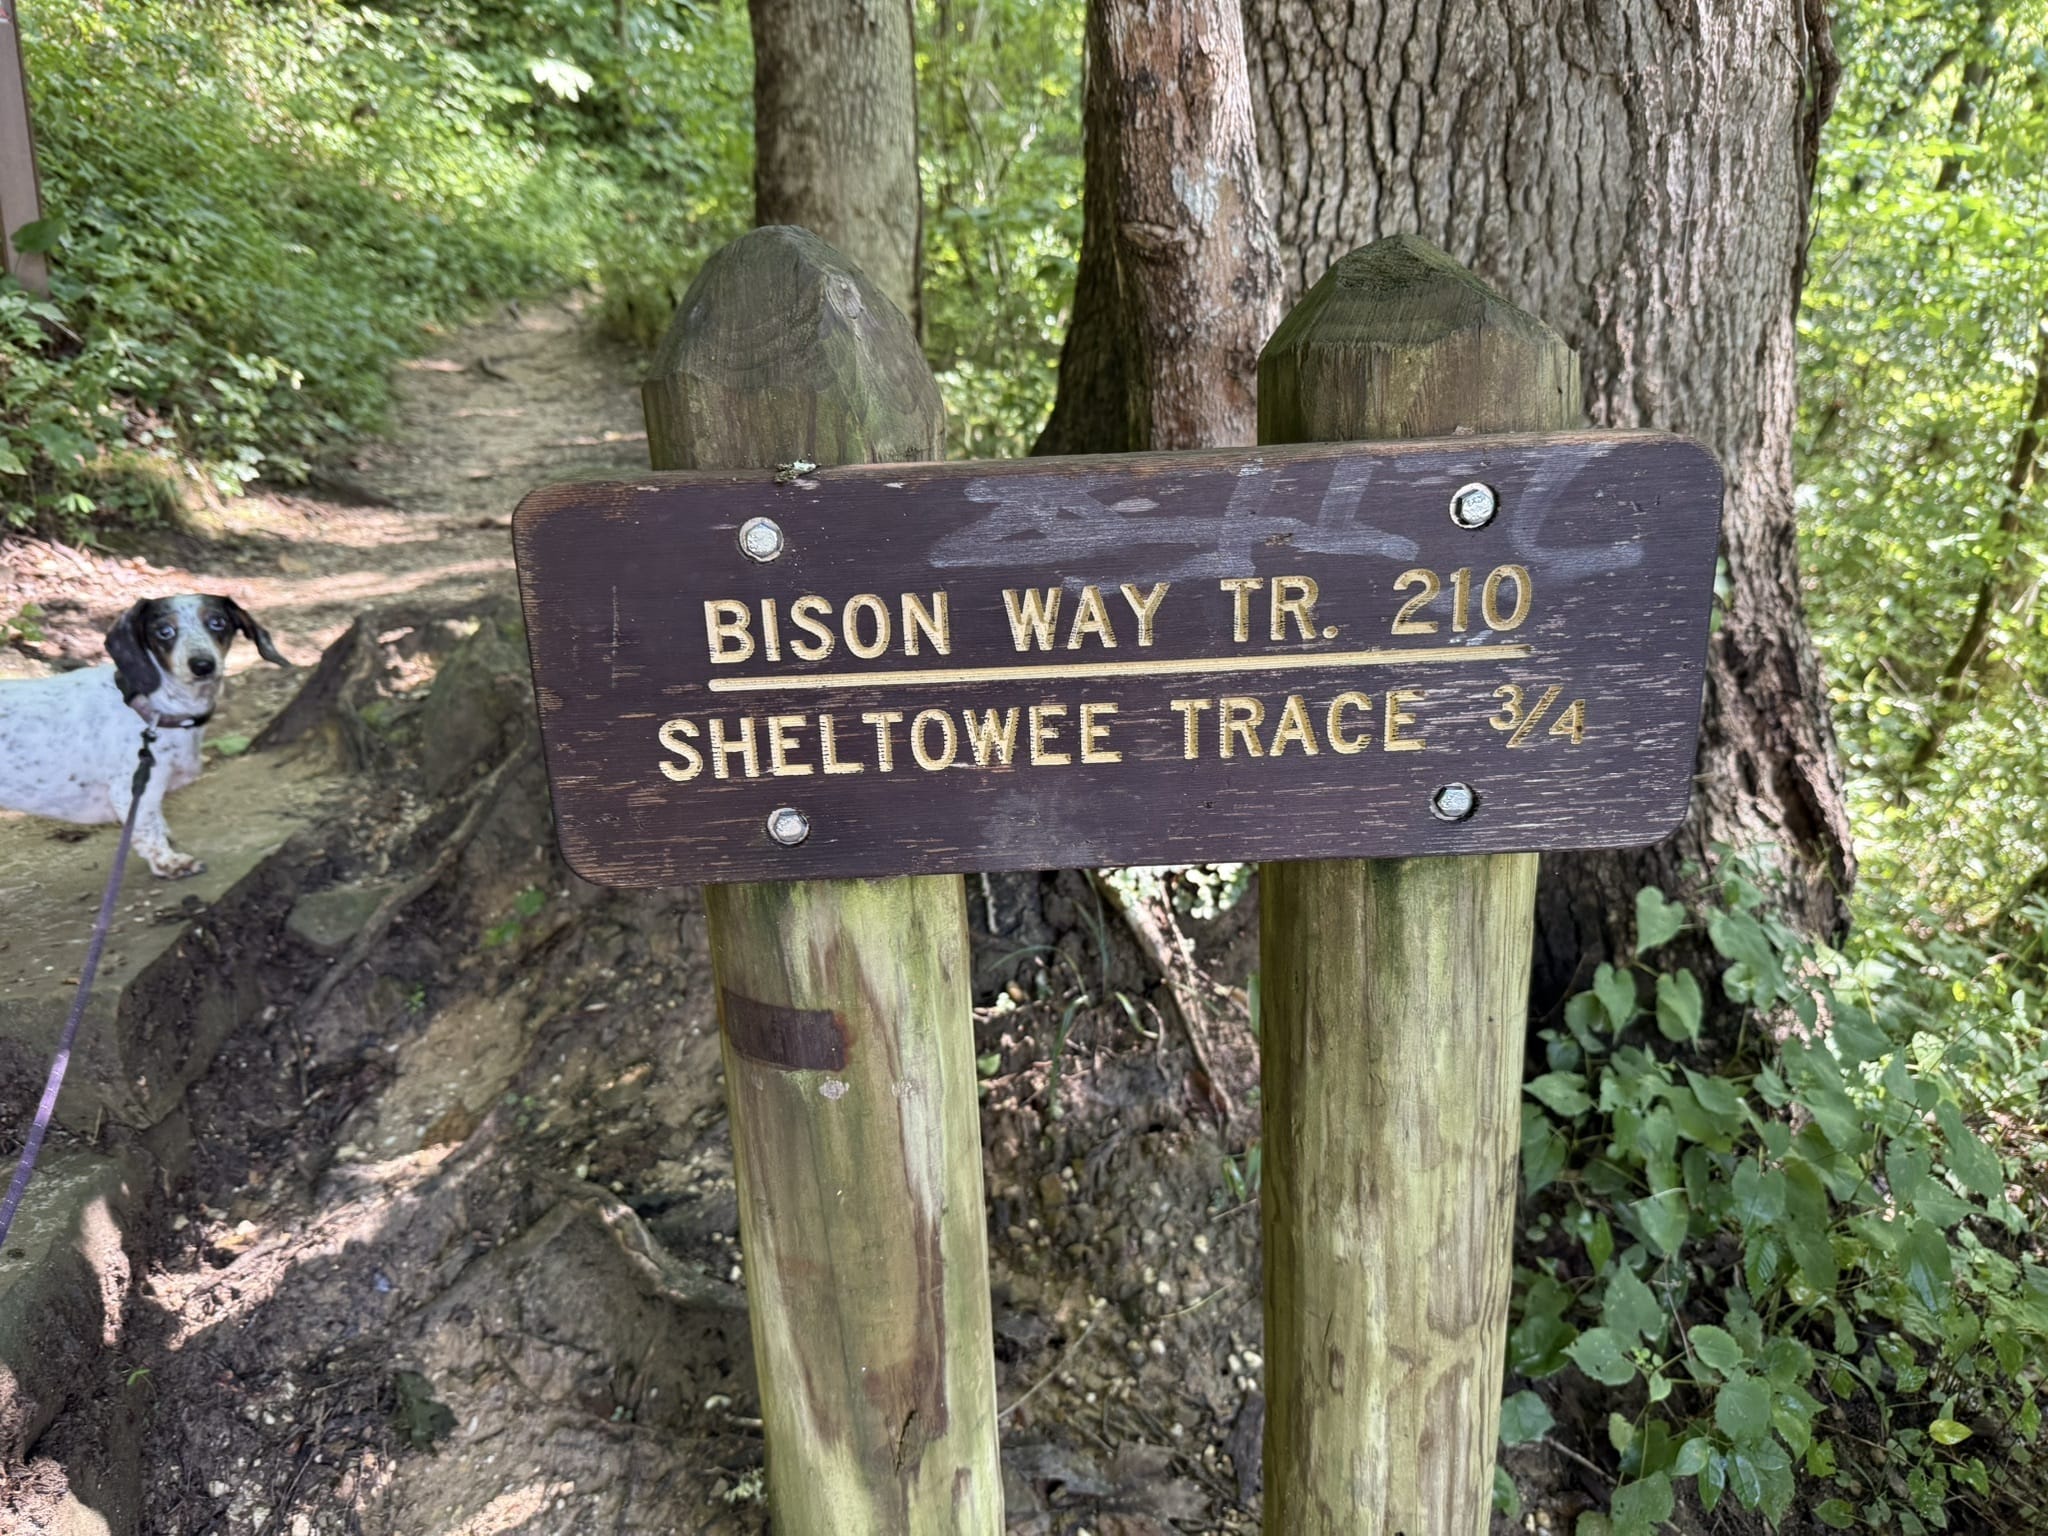 BISON WAY TR. 210
SHELTOWEE TRACE 3/4